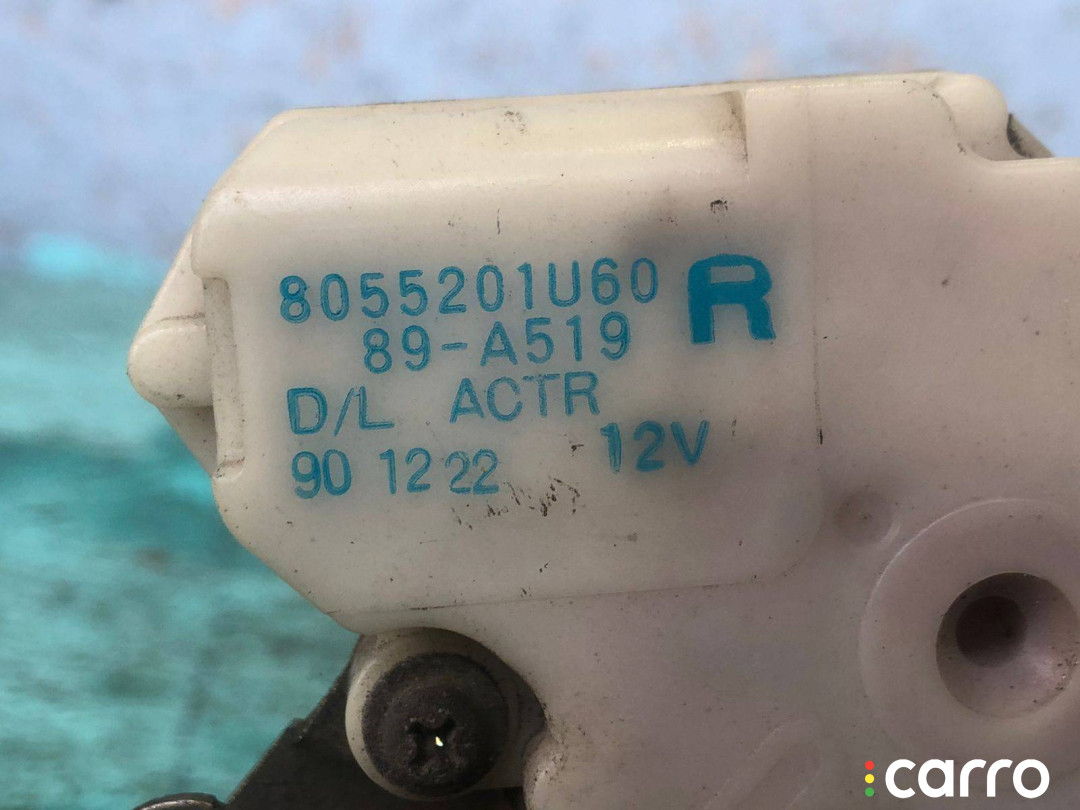 8055201U60 R
89-A519
D/L ACTR
90 12 22 12V
carro